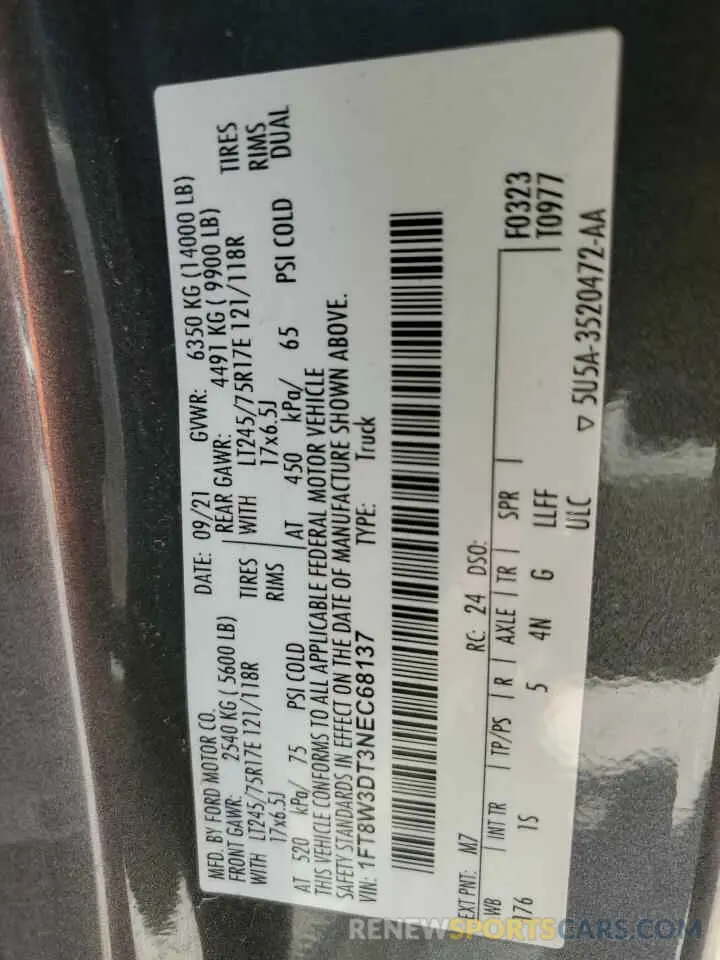 MFD. BY FORD MOTOR CO.
DATE: 09/21 GVWR: 6350 KG (14000 LB)
FRONT GAWR: 2540 KG ( 5600 LB) REAR GAWR: 4491 KG ( 9900 LB)
WITH LT245/75R17E 121/118R TIRES WITH LT245/75R17E 121/118R TIRES
17x6.5J RIMS 17x6.5J RIMS
AT 520 kPa/ 75 PSI COLD AT 450 kPa/ 65 PSI COLD DUAL
THIS VEHICLE CONFORMS TO ALL APPLICABLE FEDERAL MOTOR VEHICLE
SAFETY STANDARDS IN EFFECT ON THE DATE OF MANUFACTURE SHOWN ABOVE.
VIN: 1FT8W3DT3NEC68137 TYPE: Truck
EXT PNT: M7 RC: 24 DSO:
WB INT TR TP/PS R AXLE TR SPR F0323
176 1S 5 4N G LLFF T0977
ULC
5U5A-3520472-AA
RENEWSPORTSCARS.COM